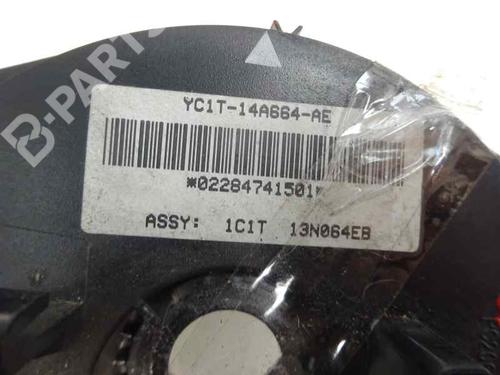 B-PARTS
YC1T-14A664-AE
*02284741501*
ASSY: 1C1T 13N064EB